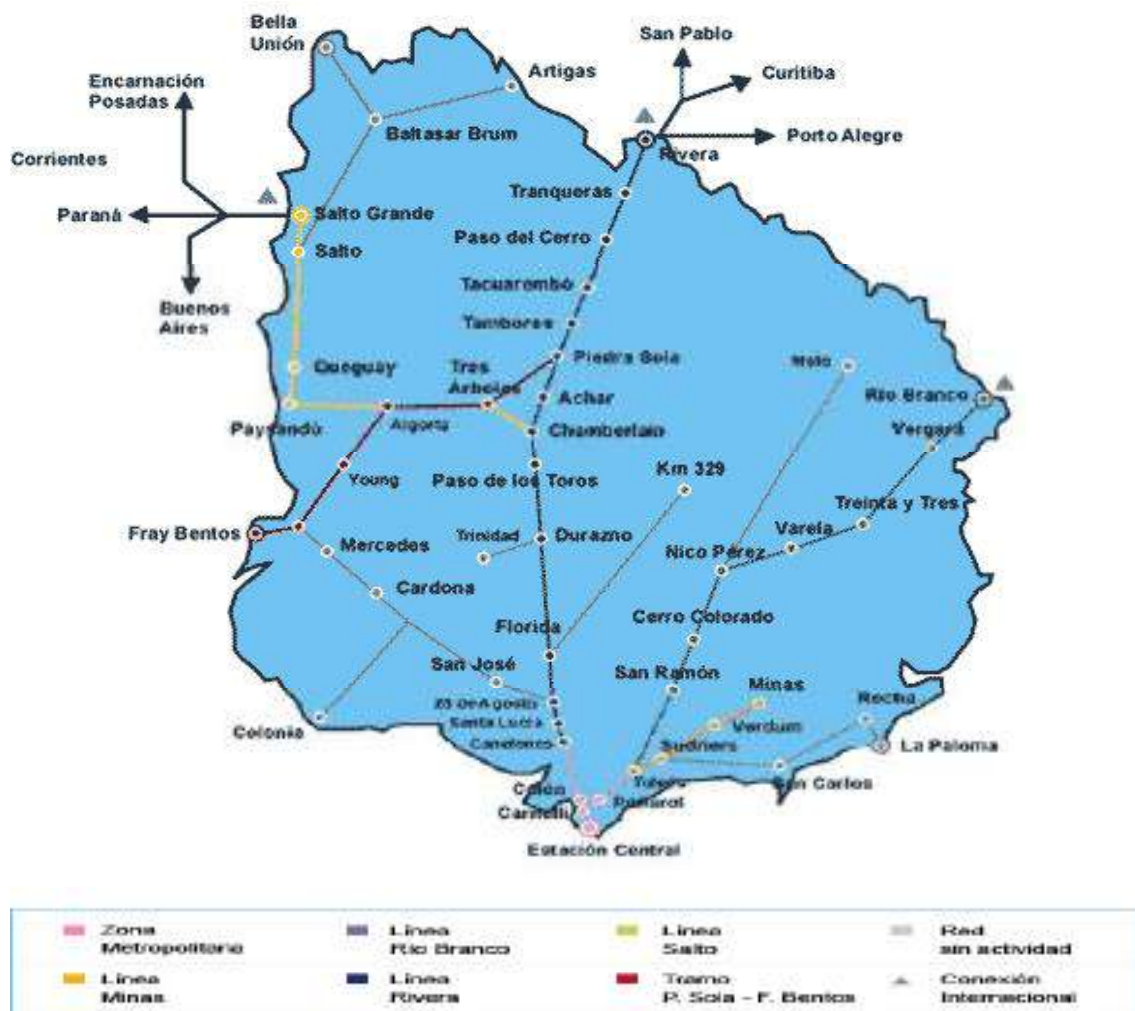 Bella
Unión
San Pablo
Curitiba
Encarnación
Posadas
Artigas
Baltasar Brum
Porto Alegre
Rivera
Corrientes
Tranqueras
Paraná
Salto Grande
Paso del Cerro
Salto
Tacuarembó
Buenos
Aires
Tambores
Queguay
Tres
Arboles
Piedra Sola
Melo
Achar
Río Branco
Paysandú
Algorta
Chamberlain
Vergara
Km 329
Young
Paso de los Toros
Treinta y Tres
Fray Bentos
Trinidad
Durazno
Varela
Mercedes
Nico Pérez
Cardona
Cerro Colorado
Florida
San José
San Ramón
Minas
25 de Agosto
Rocha
Colonia
Santa Lucía
Verdum
Canelones
Sudriers
La Paloma
San Carlos
Colón
Peñarol
Carnelli
Estación Central
Zona
Metropolitana
Línea
Río Branco
Línea
Salto
Red
sin actividad
Línea
Minas
Línea
Rivera
Tramo
P. Sola - F. Bentos
Conexión
Internacional